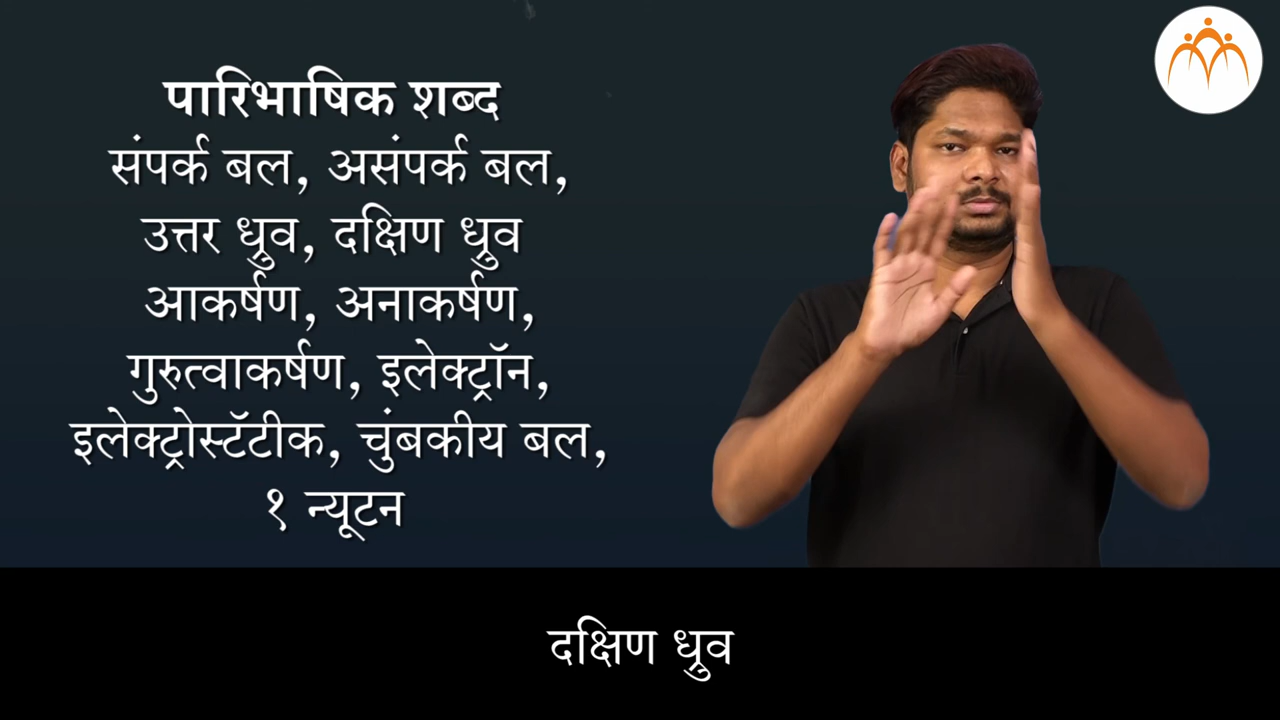 पारिभाषिक शब्द
संपर्क बल, असंपर्क बल,
उत्तर ध्रुव, दक्षिण ध्रुव
आकर्षण, अनाकर्षण,
गुरुत्वाकर्षण, इलेक्ट्रॉन,
इलेक्ट्रोस्टॅटीक, चुंबकीय बल,
१ न्यूटन
दक्षिण ध्रुव